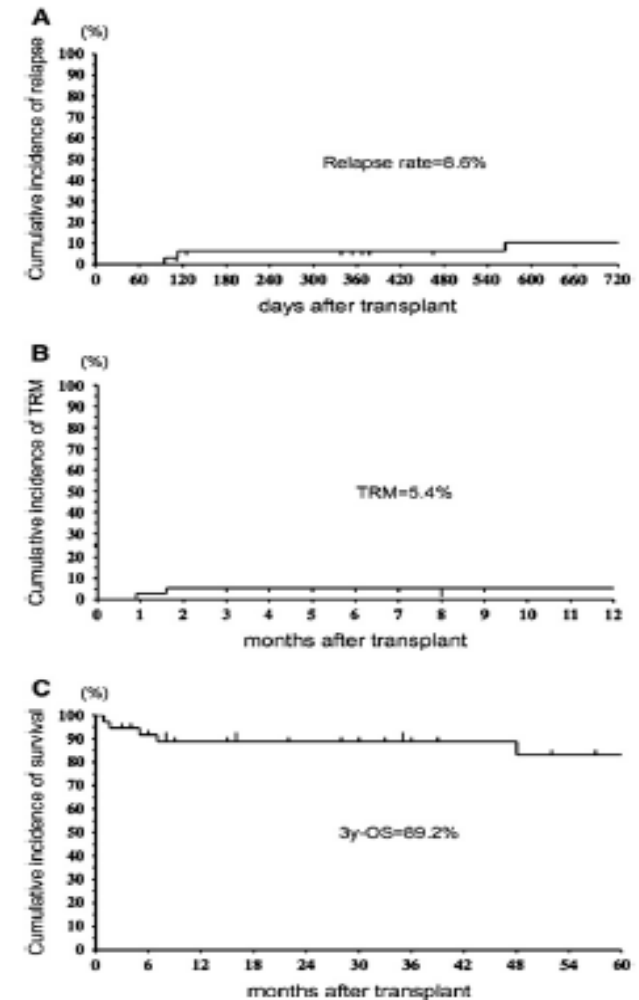 A
(%)
Cumulative incidence of relapse
100
90
80
70
60
50
40
30
20
10
0
Relapse rate=
0 60 120 180 240 300 360 420 480 540 600 660 720
days after transplant
B
(%)
Cumulative incidence of TRM
100
90
80
70
60
50
40
30
20
10
0
TRM=5.4%
0 1 2 3 4 5 6 7 8 9 10 11 12
months after transplant
C
(%)
Cumulative incidence of survival
100
90
80
70
60
50
40
30
20
10
0
3y-OS=89.2%
0 6 12 18 24 30 36 42 48 54 60
months after transplant